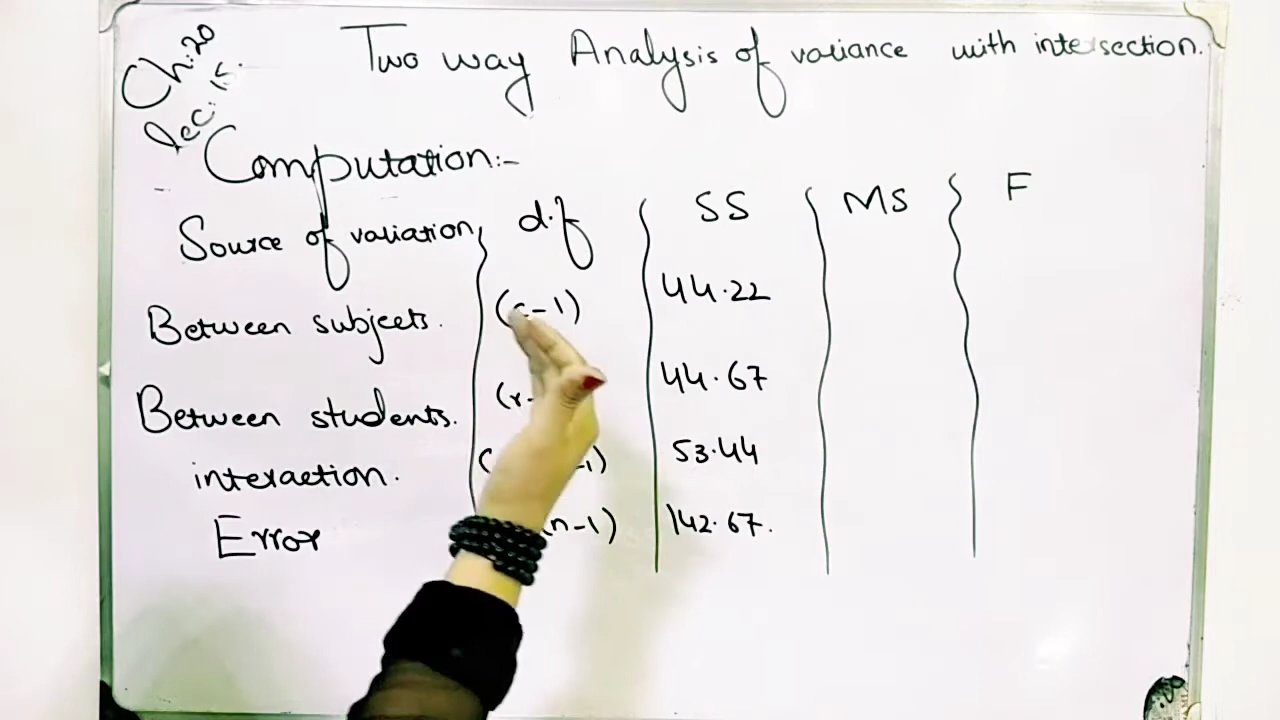 Ch:20
Lec:15.
Two way Analysis of variance with intersection.
Computation:-
Source of variation d.f SS MS F
Between subjects. (c-1) 44.22
Between students. (r- 44.67
interaction. ( -1) 53.44
Error (n-1) 142.67.